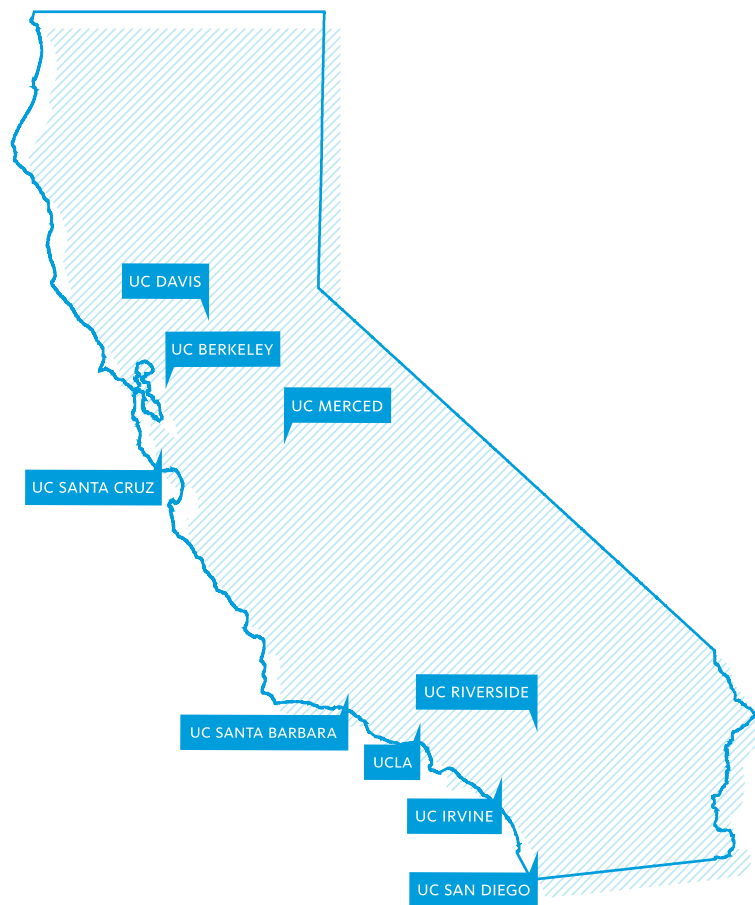 UC DAVIS
UC BERKELEY
UC MERCED
UC SANTA CRUZ
UC RIVERSIDE
UC SANTA BARBARA
UCLA
UC IRVINE
UC SAN DIEGO